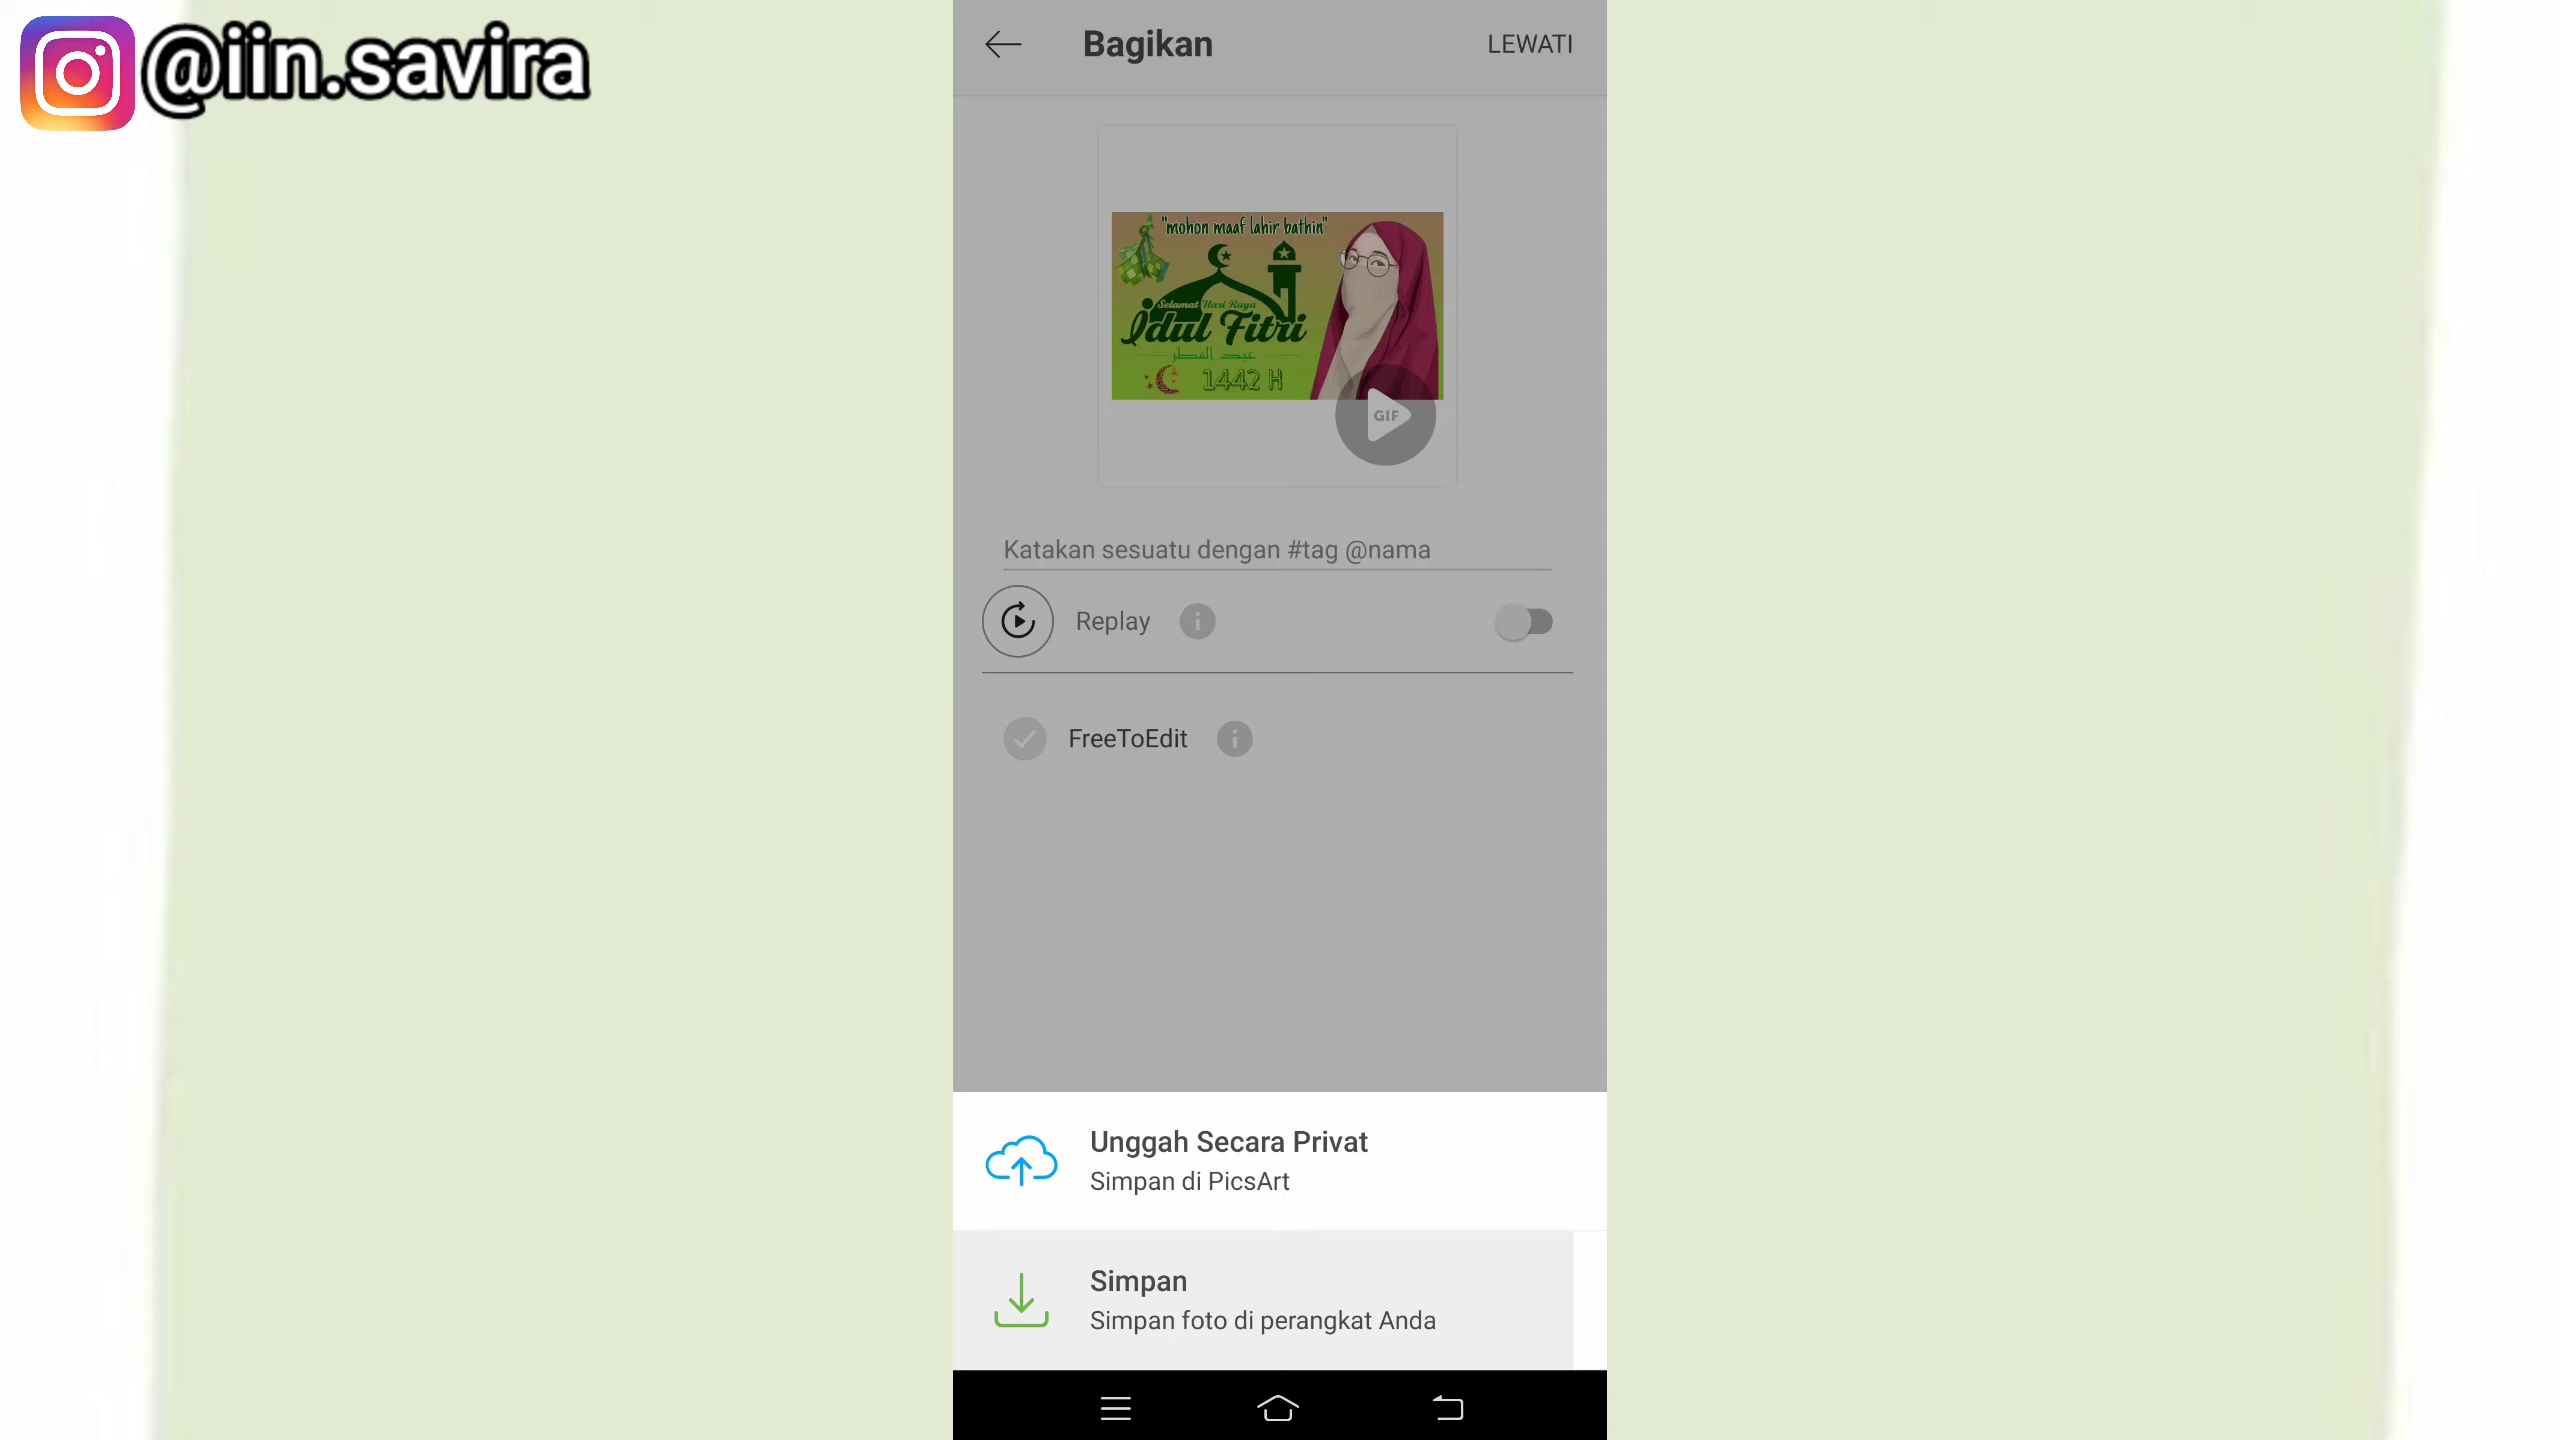 @iin.savira
Bagikan
LEWATI
"mohon maaf lahir bathin"
Selamat Hari Raya
Idul Fitri
عيد الفطر
1442 H
GIF
Katakan sesuatu dengan #tag @nama
Replay
FreeToEdit
Unggah Secara Privat
Simpan di PicsArt
Simpan
Simpan foto di perangkat Anda